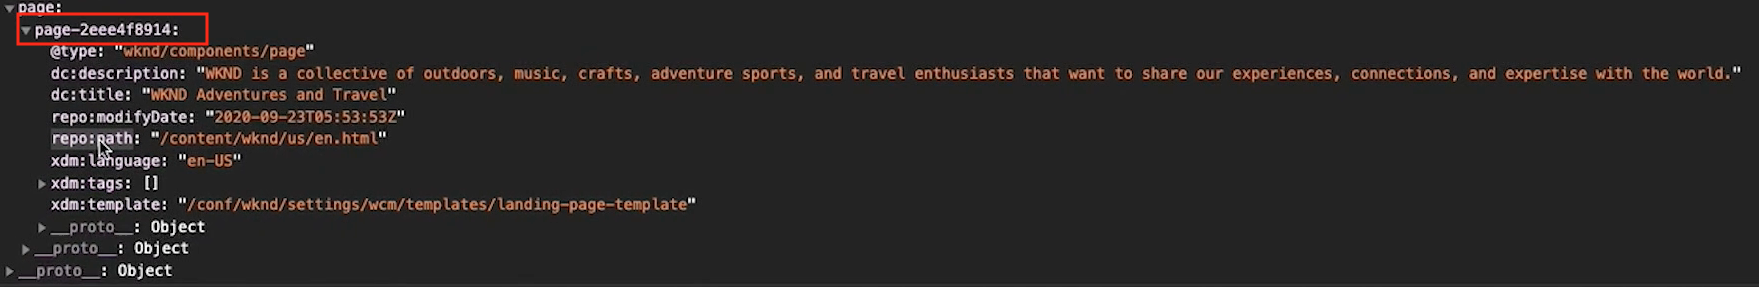 page:
page-2eee4f8914:
@type: "wknd/components/page"
dc:description: "WKND is a collective of outdoors, music, crafts, adventure sports, and travel enthusiasts that want to share our experiences, connections, and expertise with the world."
dc:title: "WKND Adventures and Travel"
repo:modifyDate: "2020-09-23T05:53:53Z"
repo:path: "/content/wknd/us/en.html"
xdm:language: "en-US"
xdm:tags: []
xdm:template: "/conf/wknd/settings/wcm/templates/landing-page-template"
__proto__: Object
__proto__: Object
__proto__: Object